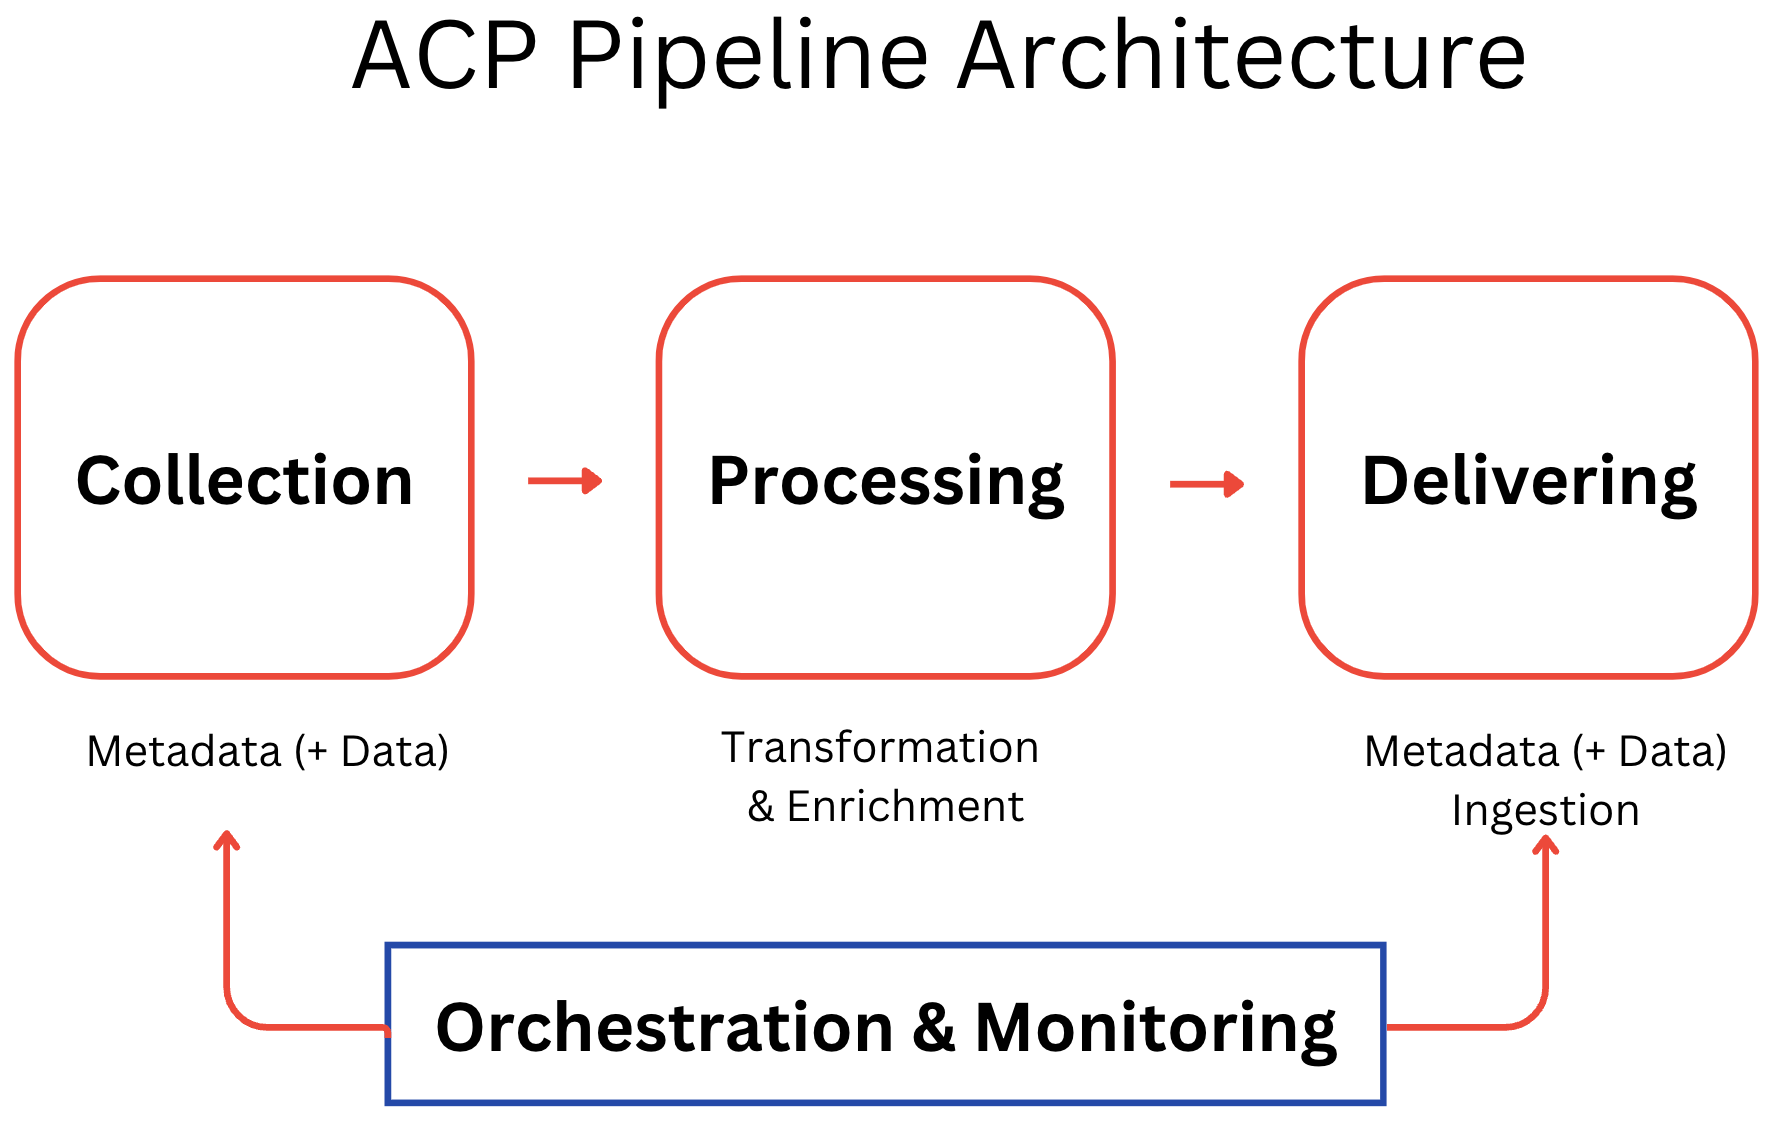 ACP Pipeline Architecture
Collection
Processing
Delivering
Metadata (+ Data)
Transformation
& Enrichment
Metadata (+ Data)
Ingestion
Orchestration & Monitoring